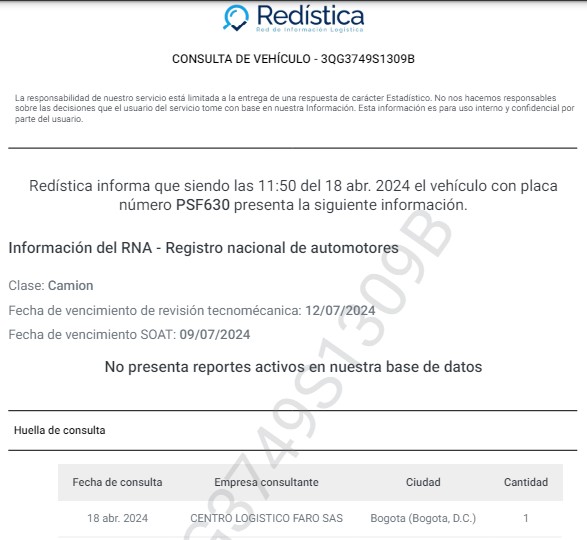 Redística
Red de Información Logística
CONSULTA DE VEHÍCULO - 3QG3749S1309B
La responsabilidad de nuestro servicio está limitada a la entrega de una respuesta de carácter Estadístico. No nos hacemos responsables
sobre las decisiones que el usuario del servicio tome con base en nuestra Información. Esta información es para uso interno y confidencial por
parte del usuario.
Redística informa que siendo las 11:50 del 18 abr. 2024 el vehículo con placa
número PSF630 presenta la siguiente información.
Información del RNA - Registro nacional de automotores
Clase: Camion
Fecha de vencimiento de revisión tecnomécanica: 12/07/2024
Fecha de vencimiento SOAT: 09/07/2024
No presenta reportes activos en nuestra base de datos
Huella de consulta
Fecha de consulta Empresa consultante Ciudad Cantidad
18 abr. 2024 CENTRO LOGISTICO FARO SAS Bogota (Bogota, D.C.) 1
G3749S1309B